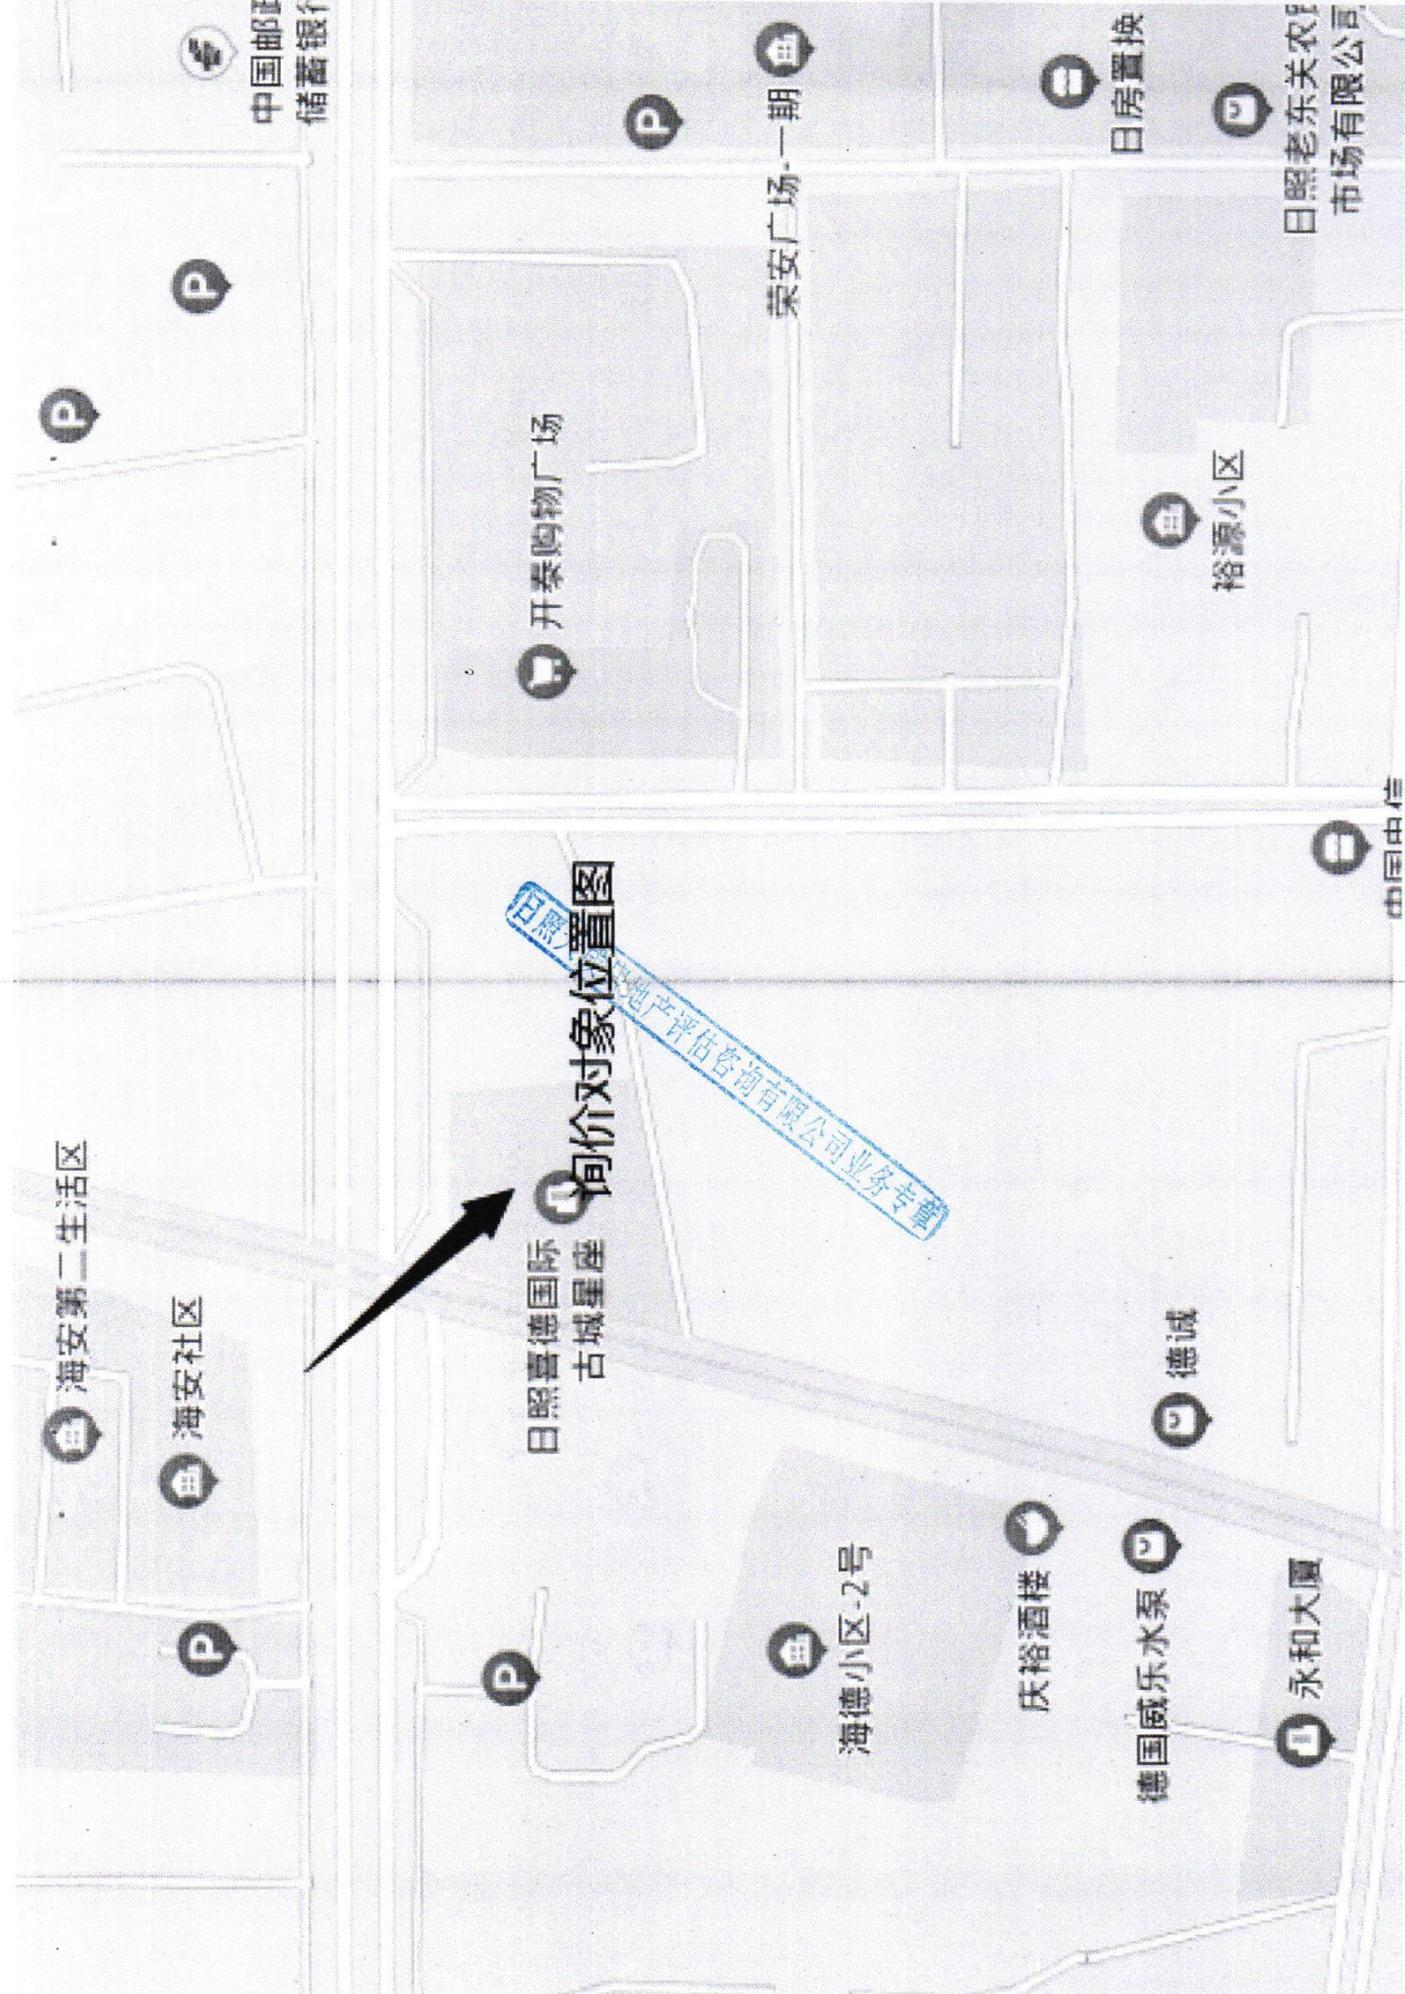 海安第二生活区
海安社区
中国邮政
储蓄银行
日照喜德国际
古城星座
询价对象位置图
开泰购物广场
荣安广场-一期
日房置换
日照老东关农贸
市场有限公司
裕源小区
海德小区-2号
庆裕酒楼
德诚
德国威乐水泵
永和大厦
日照
地产评估咨询有限公司业务专章
P
P
P
P
P